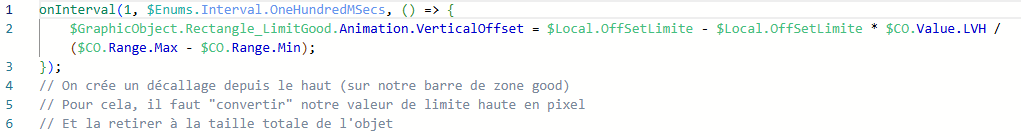 1 onInterval(1, $Enums.Interval.OneHundredMSecs, () => {
2 $GraphicObject.Rectangle_LimitGood.Animation.VerticalOffset = $Local.OffSetLimite - $Local.OffSetLimite * $CO.Value.LVH /
($CO.Range.Max - $CO.Range.Min);
3 });
4 // On crée un décallage depuis le haut (sur notre barre de zone good)
5 // Pour cela, il faut "convertir" notre valeur de limite haute en pixel
6 // Et la retirer à la taille totale de l'objet